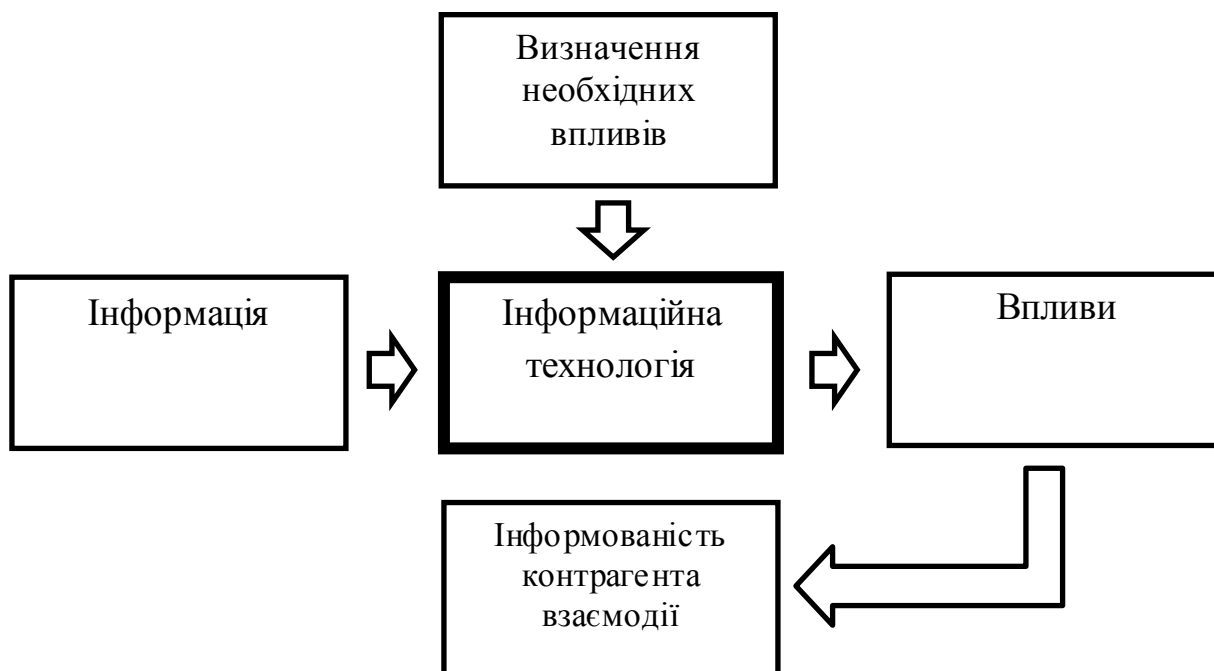 Визначення
необхідних
впливів
Інформація
Інформаційна
технологія
Впливи
Інформованість
контрагента
взаємодії